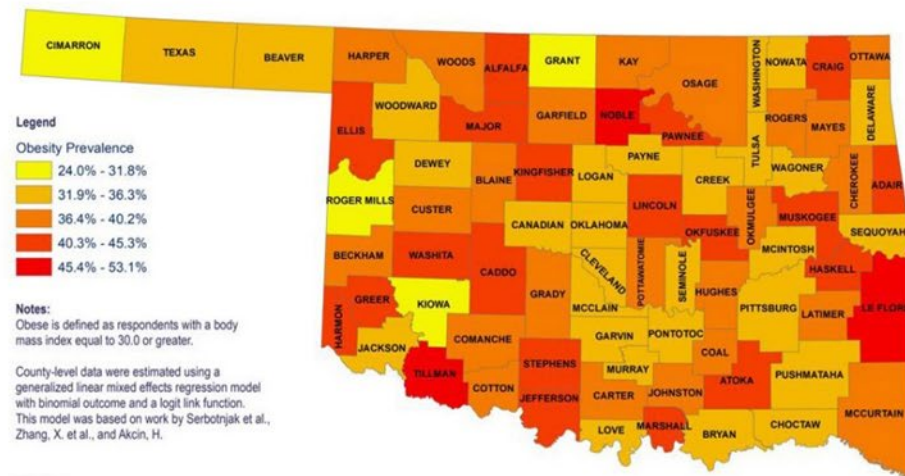 CIMARRON
TEXAS
BEAVER
HARPER
WOODS
ALFALFA
GRANT
KAY
OSAGE
WASHINGTON
NOWATA
CRAIG
OTTAWA
WOODWARD
ELLIS
MAJOR
GARFIELD
NOBLE
PAWNEE
ROGERS
MAYES
DELAWARE
TULSA
PAYNE
DEWEY
BLAINE
KINGFISHER
LOGAN
CREEK
WAGONER
CHEROKEE
ADAIR
ROGER MILLS
CUSTER
CANADIAN
OKLAHOMA
LINCOLN
OKFUSKEE
OKMULGEE
MUSKOGEE
SEQUOYAH
MCINTOSH
BECKHAM
WASHITA
CADDO
GRADY
CLEVELAND
MCCLAIN
POTTAWATOMIE
SEMINOLE
HUGHES
PITTSBURG
HASKELL
LATIMER
LE FLOR
HARMON
GREER
KIOWA
JACKSON
TILLMAN
COMANCHE
COTTON
STEPHENS
JEFFERSON
GARVIN
MURRAY
PONTOTOC
COAL
ATOKA
PUSHMATAHA
CARTER
JOHNSTON
LOVE
MARSHALL
BRYAN
CHOCTAW
MCCURTAIN
Legend
Obesity Prevalence
24.0% - 31.8%
31.9% - 36.3%
36.4% - 40.2%
40.3% - 45.3%
45.4% - 53.1%
Notes:
Obese is defined as respondents with a body
mass index equal to 30.0 or greater.
County-level data were estimated using a
generalized linear mixed effects regression model
with binomial outcome and a logit link function.
This model was based on work by Serbotnjak et al.,
Zhang, X. et al., and Akcin, H.